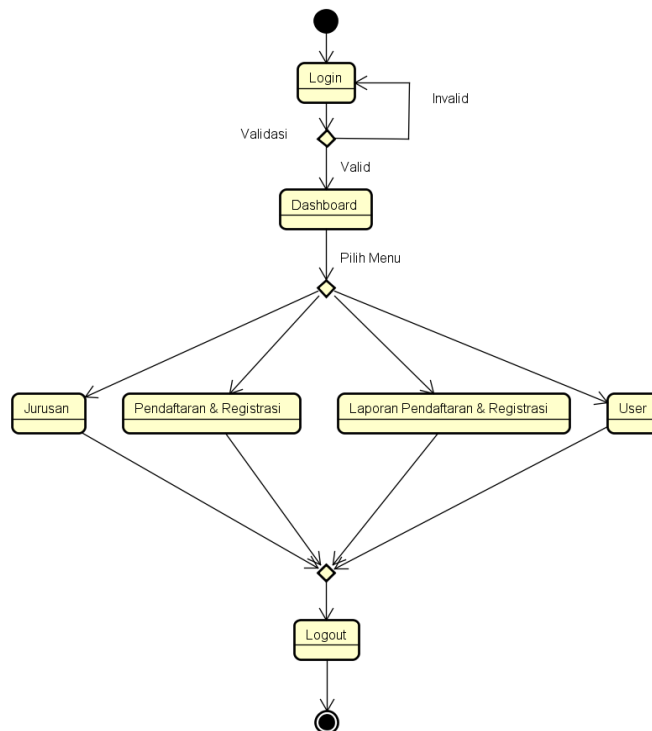 Login
Invalid
Validasi
Valid
Dashboard
Pilih Menu
Jurusan
Pendaftaran & Registrasi
Laporan Pendaftaran & Registrasi
User
Logout